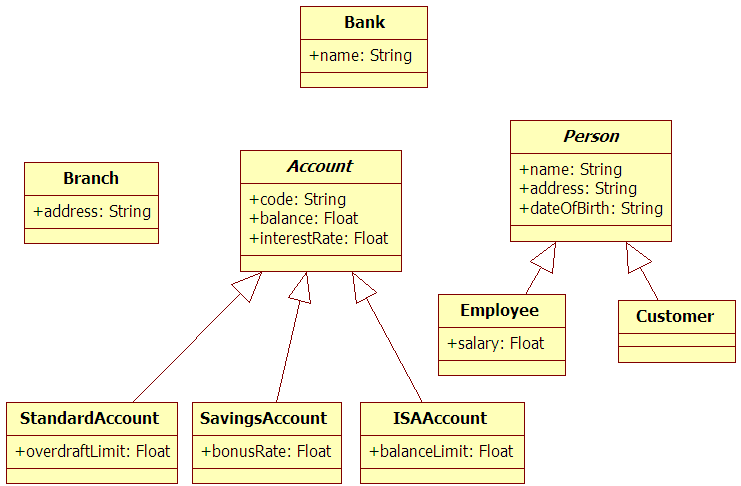 Bank
+name: String
Person
+name: String
+address: String
+dateOfBirth: String
Account
+code: String
+balance: Float
+interestRate: Float
Branch
+address: String
Employee
+salary: Float
Customer
StandardAccount
+overdraftLimit: Float
SavingsAccount
+bonusRate: Float
ISAAccount
+balanceLimit: Float